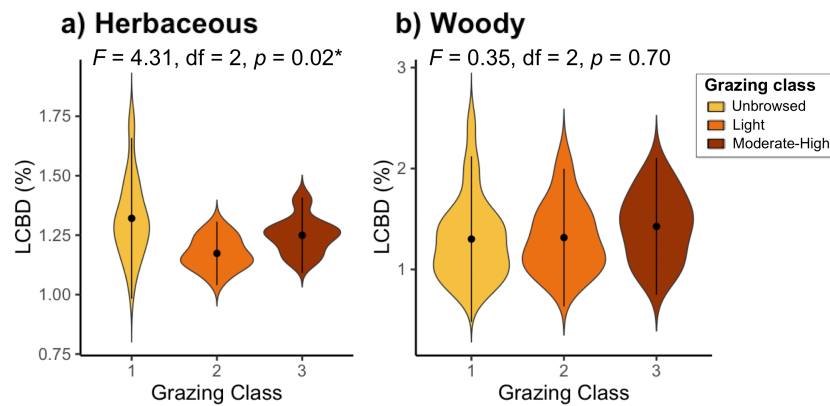 a) Herbaceous
F = 4.31, df = 2, p = 0.02*
LCBD (%)
1.75
1.50
1.25
1.00
0.75
1 2 3
Grazing Class
b) Woody
F = 0.35, df = 2, p = 0.70
LCBD (%)
3
2
1
1 2 3
Grazing Class
Grazing class
Unbrowsed
Light
Moderate-High